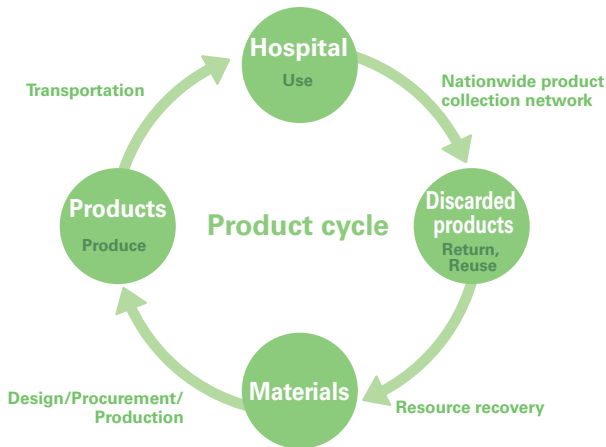 Hospital
Use
Transportation
Nationwide product
collection network
Products
Produce
Product cycle
Discarded
products
Return,
Reuse
Materials
Design/Procurement/
Production
Resource recovery